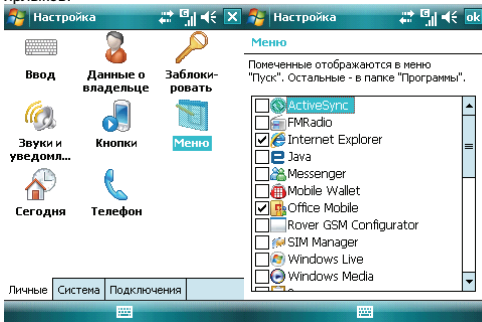 Настройка
Ввод
Данные о владельце
Заблоки-
ровать
Звуки и уведомл...
Кнопки
Меню
Сегодня
Телефон
Личные Система Подключения
Настройка ok
Меню
Помеченные отображаются в меню
"Пуск". Остальные - в папке "Программы".
ActiveSync
FMRadio
Internet Explorer
Java
Messenger
Mobile Wallet
Office Mobile
Rover GSM Configurator
SIM Manager
Windows Live
Windows Media